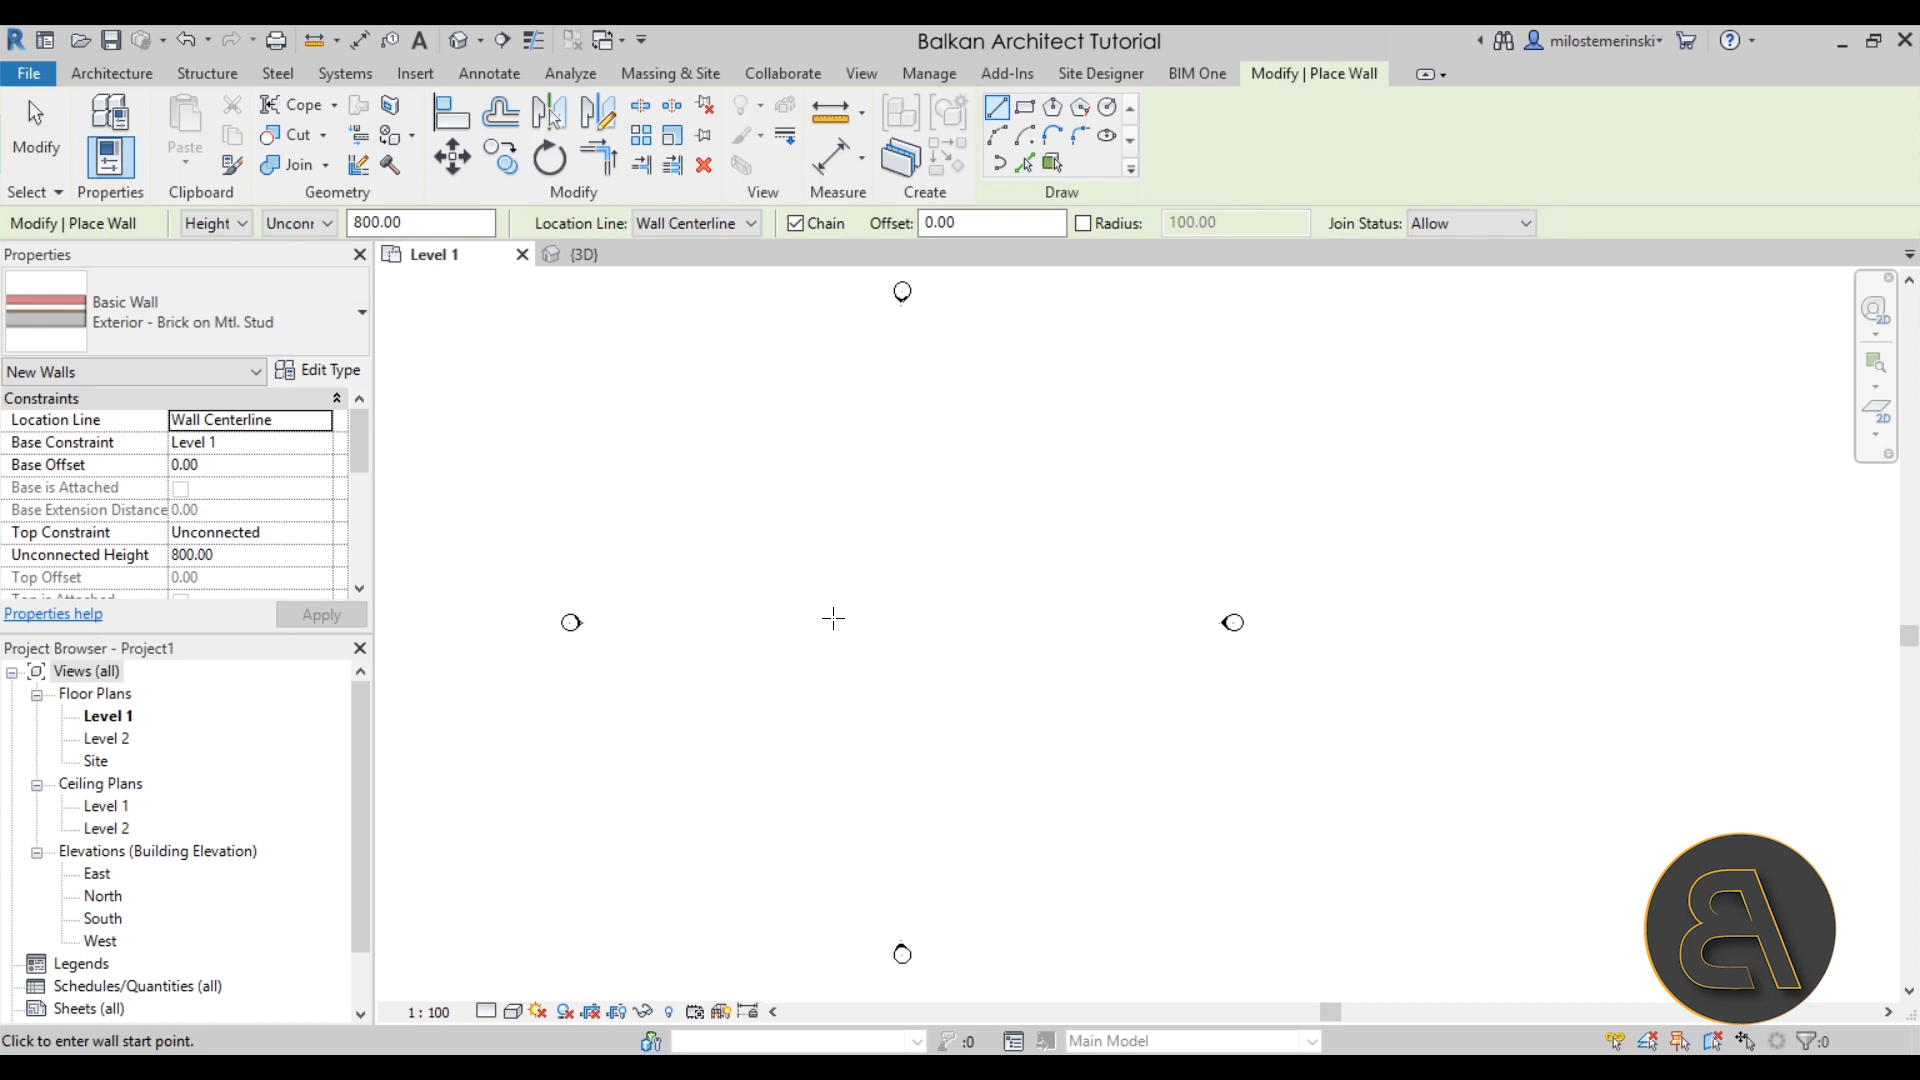 Balkan Architect Tutorial
milostemerinski
File Architecture Structure Steel Systems Insert Annotate Analyze Massing & Site Collaborate View Manage Add-Ins Site Designer BIM One Modify | Place Wall
Modify
Paste
Cope
Cut
Join
Select Properties Clipboard Geometry Modify View Measure Create Draw
Modify | Place Wall Height 800.00 Location Line: Wall Centerline Chain Offset: 0.00 Radius: 100.00 Join Status: Allow
Properties
Level 1
{3D}
Basic Wall
Exterior - Brick on Mtl. Stud
New Walls
Edit Type
Constraints
Location Line Wall Centerline
Base Constraint Level 1
Base Offset 0.00
Base is Attached
Base Extension Distance 0.00
Top Constraint Unconnected
Unconnected Height 800.00
Top Offset 0.00
Properties help
Apply
2D
2D
Project Browser - Project1
Views (all)
Floor Plans
Level 1
Level 2
Site
Ceiling Plans
Level 1
Level 2
Elevations (Building Elevation)
East
North
South
West
Legends
Schedules/Quantities (all)
Sheets (all)
1 : 100
Click to enter wall start point.
:0
Main Model
:0